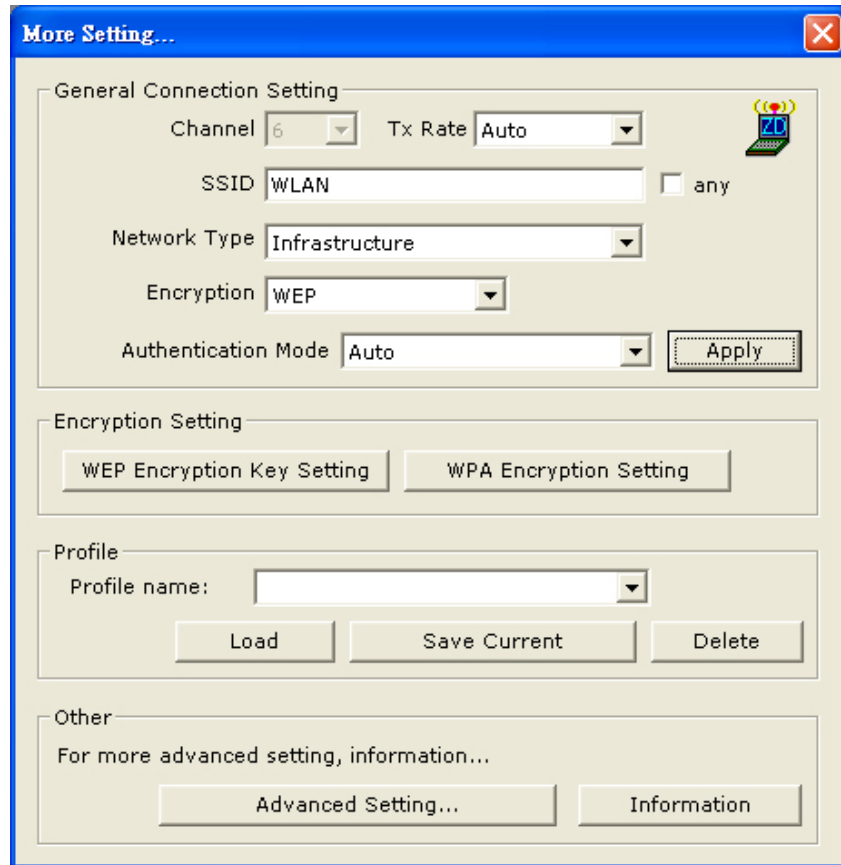 More Setting...
General Connection Setting
Channel 6 Tx Rate Auto
ZD
SSID WLAN any
Network Type Infrastructure
Encryption WEP
Authentication Mode Auto Apply
Encryption Setting
WEP Encryption Key Setting WPA Encryption Setting
Profile
Profile name:
Load Save Current Delete
Other
For more advanced setting, information...
Advanced Setting... Information